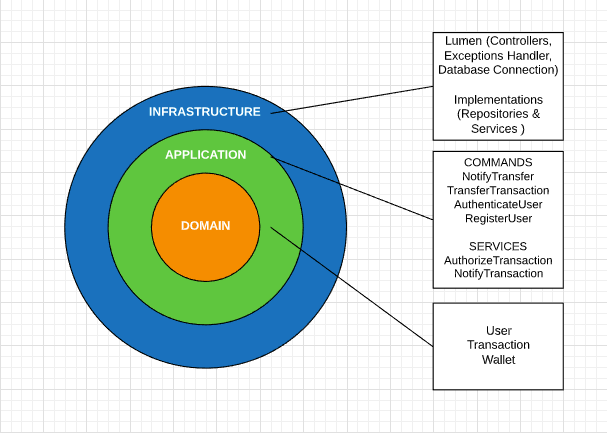 INFRASTRUCTURE
APPLICATION
DOMAIN
Lumen (Controllers,
Exceptions Handler,
Database Connection)
Implementations
(Repositories &
Services )
COMMANDS
NotifyTransfer
TransferTransaction
AuthenticateUser
RegisterUser
SERVICES
AuthorizeTransaction
NotifyTransaction
User
Transaction
Wallet